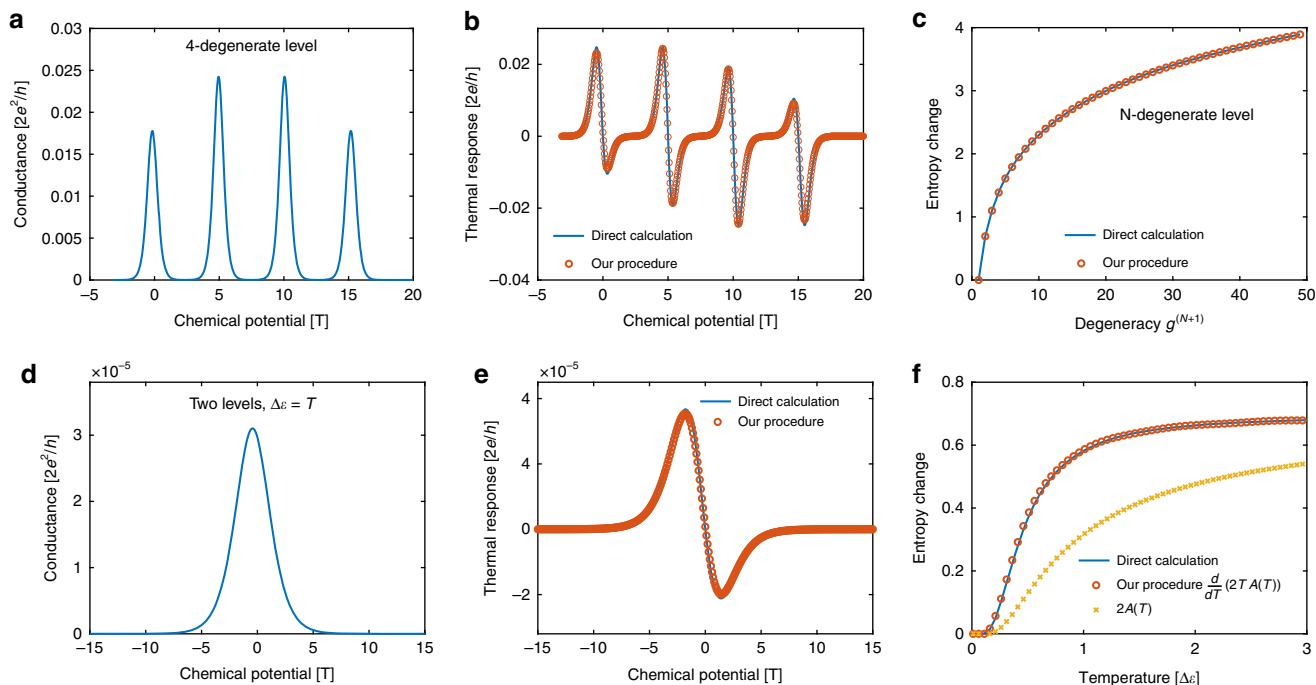 a
4-degenerate level
Conductance [2e²/h]
0.03
0.025
0.02
0.015
0.01
0.005
0
−5 0 5 10 15 20
Chemical potential [T]
b
Thermal response [2e/h]
0.02
0
−0.02
−0.04
−5 0 5 10 15 20
Direct calculation
Our procedure
Chemical potential [T]
c
Entropy change
4
3
2
1
0
0 10 20 30 40 50
N-degenerate level
Direct calculation
Our procedure
Degeneracy g^(N+1)
d
×10⁻⁵
Two levels, Δε = T
Conductance [2e²/h]
3
2
1
0
−15 −10 −5 0 5 10 15
Chemical potential [T]
e
×10⁻⁵
Thermal response [2e/h]
4
4
0
−2
−15 −10 −5 0 5 10 15
Direct calculation
Our procedure
Chemical potential [T]
f
Entropy change
0.8
0.6
0.4
0.2
0
0 1 2 3
Direct calculation
Our procedure d/dT (2T A(T))
2A(T)
Temperature [Δε]